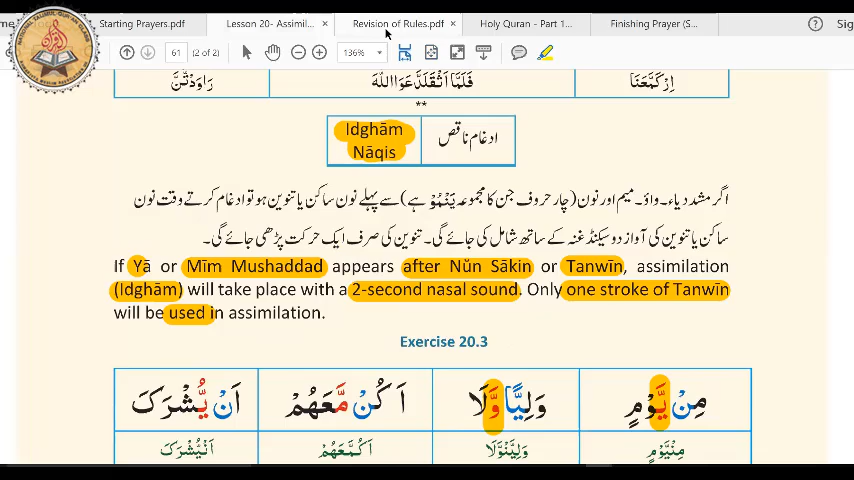 Starting Prayers.pdf
Lesson 20- Assimil...
Revision of Rules.pdf
Holy Quran - Part 1...
Finishing Prayer (S...
61 (2 of 2)
136%
اِرْكَبْ مَّعَنَا فَلَمَّا اَثْقَلَتْ دَّعَوَا اللّٰهَ رَاوَدْتُّنَّ
**
Idghām
Nāqis
ادغام ناقص
اگر مشدد یاء۔ واؤ۔ میم اور نون (چار حروف جن کا مجموعہ یَنْمُوْ ہے) سے پہلے نون ساکن یا تنوین ہو تو ادغام کرتے وقت نون
ساکن یا تنوین کی آواز دو سیکنڈ غنہ کے ساتھ شامل کی جائے گی۔ تنوین کی صرف ایک حرکت پڑھی جائے گی۔
If Yā or Mīm Mushaddad appears after Nŭn Sākin or Tanwīn, assimilation
(Idghām) will take place with a 2-second nasal sound. Only one stroke of Tanwīn
will be used in assimilation.
Exercise 20.3
مِنْ يَّوْمٍ وَلِيًّا وَّلَا اَكُنْ مَّعَهُمْ اَنْ يُّشْرَكَ
مِنْيَّوْمٍ وَلِيَّنْوَّلَا اَكُمَّعَهُمْ اَنْيُّشْرَكَ